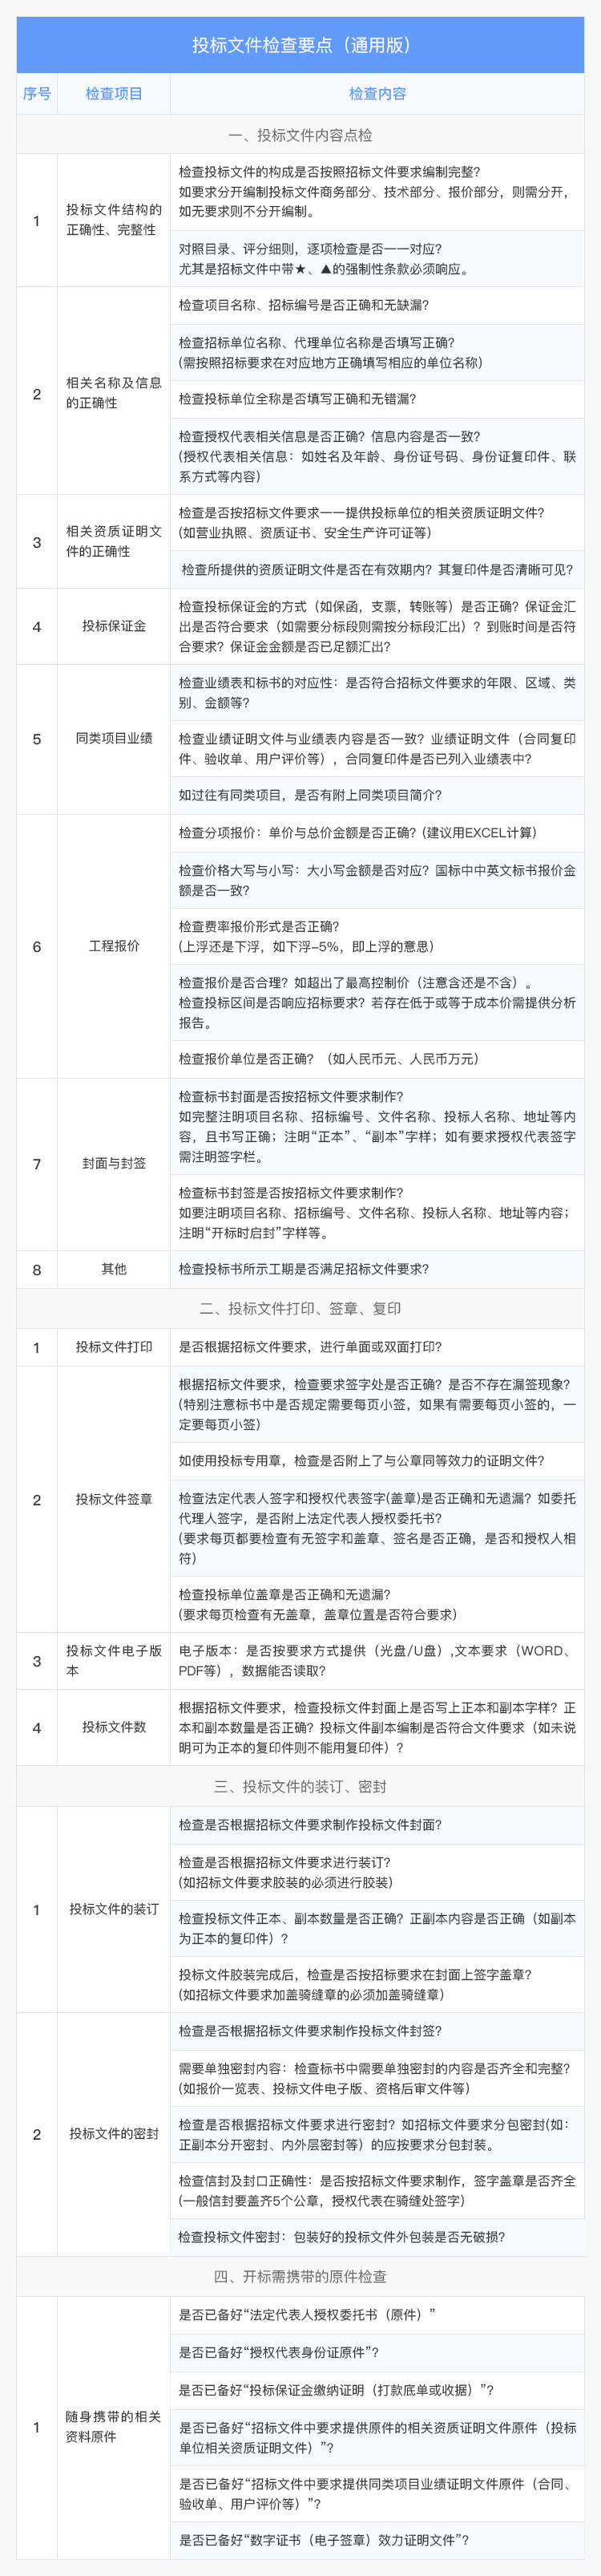 投标文件检查要点（通用版）
序号 检查项目 检查内容
一、投标文件内容点检
1
投标文件结构的
正确性、完整性
检查投标文件的构成是否按照招标文件要求编制完整？
如要求分开编制投标文件商务部分、技术部分、报价部分，则需分开，
如无要求则不分开编制。
对照目录、评分细则，逐项检查是否一一对应？
尤其是招标文件中带★、▲的强制性条款必须响应。
2
相关名称及信息
的正确性
检查项目名称、招标编号是否正确和无缺漏？
检查招标单位名称、代理单位名称是否填写正确？
(需按照招标要求在对应地方正确填写相应的单位名称)
检查投标单位全称是否填写正确和无错漏？
检查授权代表相关信息是否正确？信息内容是否一致？
(授权代表相关信息：如姓名及年龄、身份证号码、身份证复印件、联
系方式等内容)
3
相关资质证明文
件的正确性
检查是否按招标文件要求一一提供投标单位的相关资质证明文件？
(如营业执照、资质证书、安全生产许可证等)
检查所提供的资质证明文件是否在有效期内？其复印件是否清晰可见？
4
投标保证金
检查投标保证金的方式（如保函，支票，转账等）是否正确？保证金汇
出是否符合要求（如需要分标段则需按分标段汇出）？到账时间是否符
合要求？保证金金额是否已足额汇出？
5
同类项目业绩
检查业绩表和标书的对应性：是否符合招标文件要求的年限、区域、类
别、金额等？
检查业绩证明文件与业绩表内容是否一致？业绩证明文件（合同复印
件、验收单、用户评价等），合同复印件是否已列入业绩表中？
如过往有同类项目，是否有附上同类项目简介？
6
工程报价
检查分项报价：单价与总价金额是否正确？(建议用EXCEL计算)
检查价格大写与小写：大小写金额是否对应？国标中中英文标书报价金
额是否一致？
检查费率报价形式是否正确？
(上浮还是下浮，如下浮-5%，即上浮的意思)
检查报价是否合理？如超出了最高控制价（注意含还是不含）。
检查投标区间是否响应招标要求？若存在低于或等于成本价需提供分析
报告。
检查报价单位是否正确？（如人民币元、人民币万元）
7
封面与封签
检查标书封面是否按招标文件要求制作？
如完整注明项目名称、招标编号、文件名称、投标人名称、地址等内
容，且书写正确；注明“正本”、“副本”字样；如有要求授权代表签字
需注明签字栏。
检查标书封签是否按招标文件要求制作？
如要注明项目名称、招标编号、文件名称、投标人名称、地址等内容；
注明“开标时启封”字样等。
8
其他
检查投标书所示工期是否满足招标文件要求？
二、投标文件打印、签章、复印
1
投标文件打印
是否根据招标文件要求，进行单面或双面打印？
2
投标文件签章
根据招标文件要求，检查要求签字处是否正确？是否不存在漏签现象？
(特别注意标书中是否规定需要每页小签，如果有需要每页小签的，一
定要每页小签)
如使用投标专用章，检查是否附上了与公章同等效力的证明文件？
检查法定代表人签字和授权代表签字(盖章)是否正确和无遗漏？如委托
代理人签字，是否附上法定代表人授权委托书？
(要求每页都要检查有无签字和盖章、签名是否正确，是否和授权人相
符)
检查投标单位盖章是否正确和无遗漏？
(要求每页检查有无盖章，盖章位置是否符合要求)
3
投标文件电子版
本
电子版本：是否按要求方式提供（光盘/U盘）,文本要求（WORD、
PDF等），数据能否读取？
4
投标文件数
根据招标文件要求，检查投标文件封面上是否写上正本和副本字样？正
本和副本数量是否正确？投标文件副本编制是否符合文件要求（如未说
明可为正本的复印件则不能用复印件）？
三、投标文件的装订、密封
1
投标文件的装订
检查是否根据招标文件要求制作投标文件封面？
检查是否根据招标文件要求进行装订？
(如招标文件要求胶装的必须进行胶装)
检查投标文件正本、副本数量是否正确？正副本内容是否正确（如副本
为正本的复印件）？
投标文件胶装完成后，检查是否按招标要求在封面上签字盖章？
(如招标文件要求加盖骑缝章的必须加盖骑缝章)
2
投标文件的密封
检查是否根据招标文件要求制作投标文件封签？
需要单独密封内容：检查标书中需要单独密封的内容是否齐全和完整？
(如报价一览表、投标文件电子版、资格后审文件等)
检查是否根据招标文件要求进行密封？如招标文件要求分包密封(如：
正副本分开密封、内外层密封等）的应按要求分包封装。
检查信封及封口正确性：是否按招标文件要求制作，签字盖章是否齐全
(一般信封要盖齐5个公章，授权代表在骑缝处签字)
检查投标文件密封：包装好的投标文件外包装是否无破损？
四、开标需携带的原件检查
1
随身携带的相关
资料原件
是否已备好“法定代表人授权委托书（原件）”
是否已备好“授权代表身份证原件”？
是否已备好“投标保证金缴纳证明（打款底单或收据）”？
是否已备好“招标文件中要求提供原件的相关资质证明文件原件（投标
单位相关资质证明文件）”？
是否已备好“招标文件中要求提供同类项目业绩证明文件原件（合同、
验收单、用户评价等）”？
是否已备好“数字证书（电子签章）效力证明文件”？